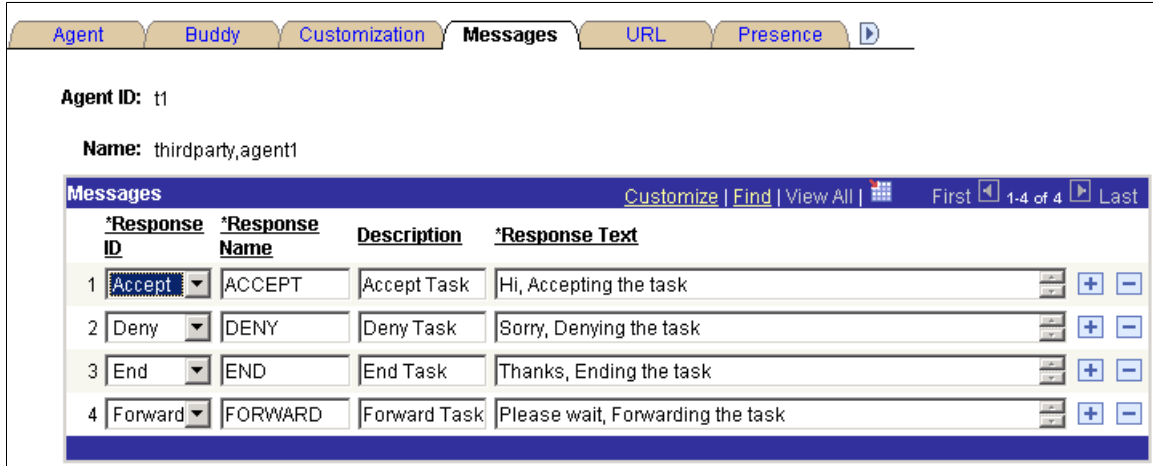 Agent Buddy Customization Messages URL Presence
Agent ID: t1
Name: thirdparty,agent1
Messages Customize | Find | View All | First 1-4 of 4 Last
*Response ID *Response Name Description *Response Text
1 Accept ACCEPT Accept Task Hi, Accepting the task
2 Deny DENY Deny Task Sorry, Denying the task
3 End END End Task Thanks, Ending the task
4 Forward FORWARD Forward Task Please wait, Forwarding the task